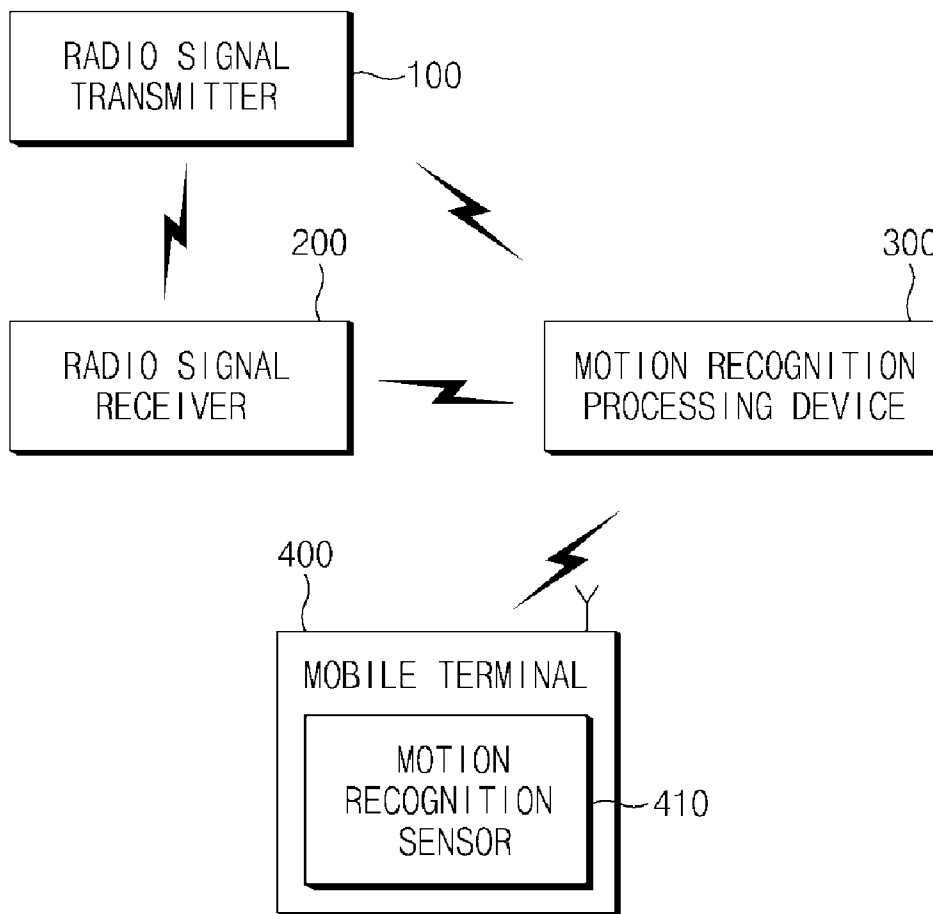 RADIO SIGNAL
TRANSMITTER
100
200
300
RADIO SIGNAL
RECEIVER
MOTION RECOGNITION
PROCESSING DEVICE
400
MOBILE TERMINAL
MOTION
RECOGNITION
SENSOR
410